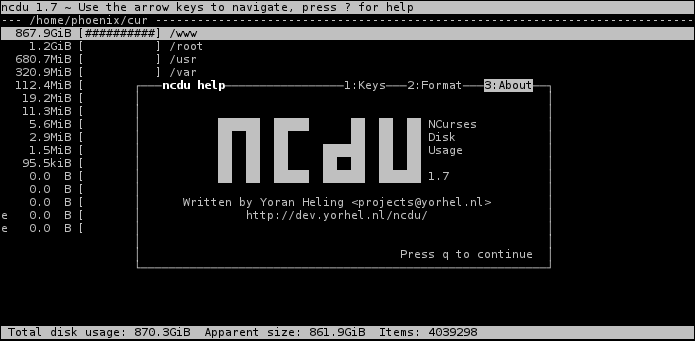 ncdu 1.7 ~ Use the arrow keys to navigate, press ? for help
--- /home/phoenix/cur ---
867.9GiB [##########] /www
1.2GiB [          ] /root
680.7MiB [          ] /usr
320.9MiB [          ] /var
112.4MiB [
19.2MiB [
11.3MiB [
5.6MiB [
2.9MiB [
1.5MiB [
95.5kiB [
0.0  B [
0.0  B [
0.0  B [
e 0.0  B [
e 0.0  B [
ncdu help 1:Keys 2:Format 3:About
ncdu
NCurses
Disk
Usage
1.7
Written by Yoran Heling <projects@yorhel.nl>
http://dev.yorhel.nl/ncdu/
Press q to continue
Total disk usage: 870.3GiB  Apparent size: 861.9GiB  Items: 4039298